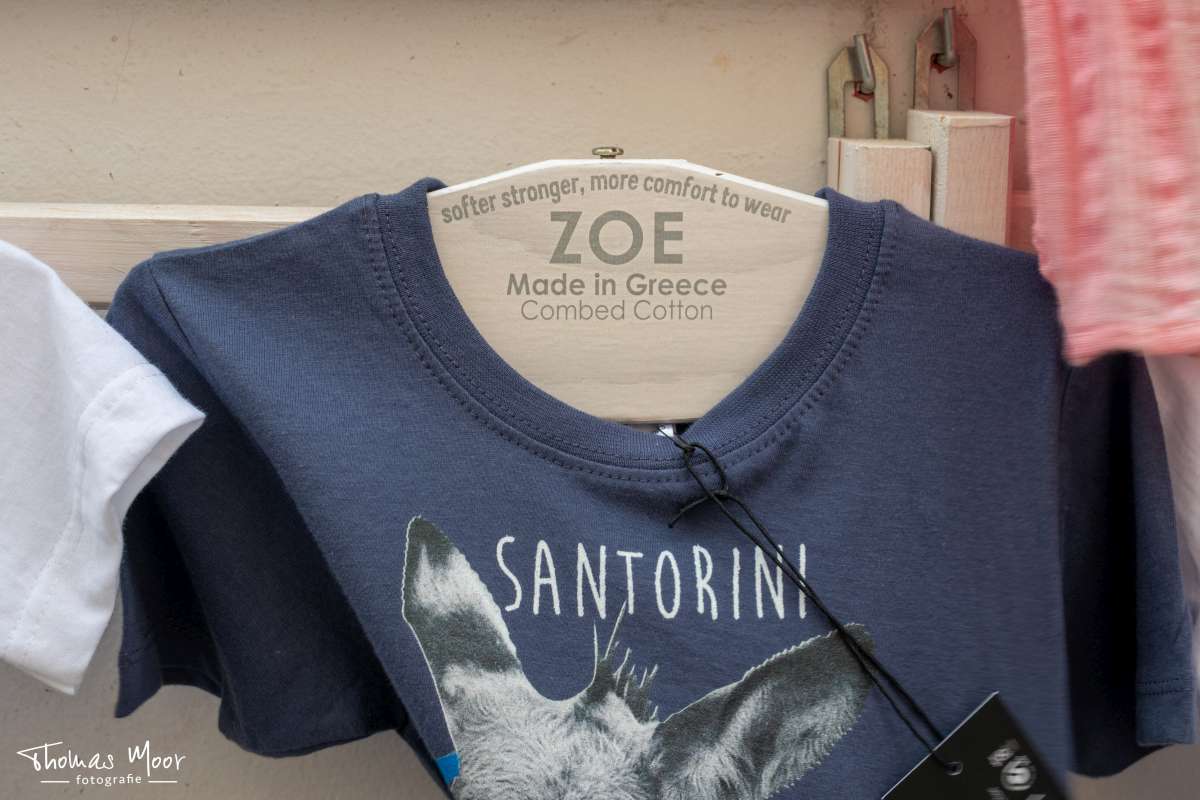 softer stronger, more comfort to wear
ZOE
Made in Greece
Combed Cotton
SANTORINI
Thomas Moor
fotografie